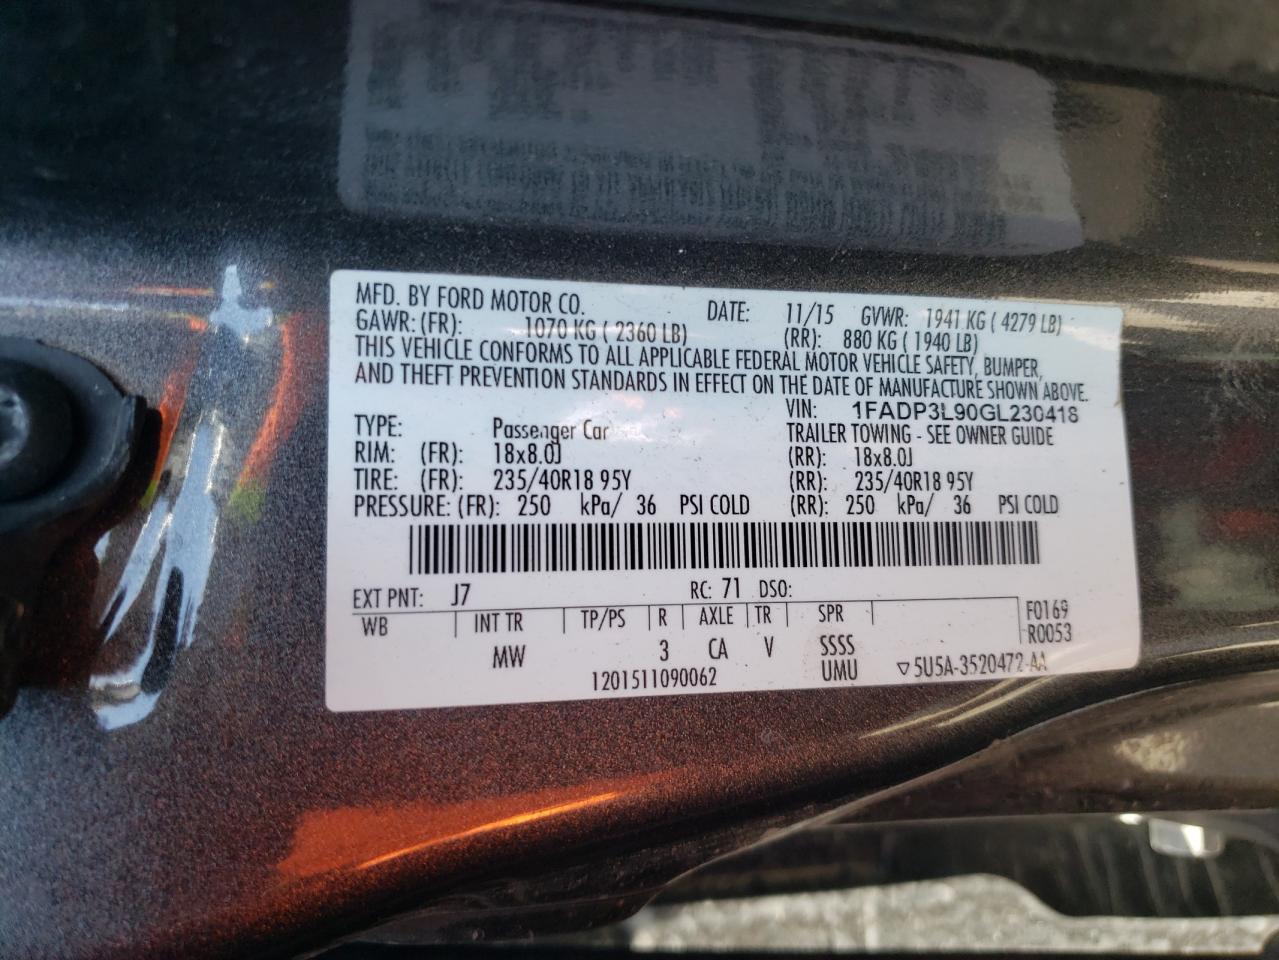 MFD. BY FORD MOTOR CO. DATE: 11/15 GVWR: 1941 KG ( 4279 LB)
GAWR: (FR): 1070 KG ( 2360 LB) (RR): 880 KG ( 1940 LB)
THIS VEHICLE CONFORMS TO ALL APPLICABLE FEDERAL MOTOR VEHICLE SAFETY, BUMPER,
AND THEFT PREVENTION STANDARDS IN EFFECT ON THE DATE OF MANUFACTURE SHOWN ABOVE.
VIN: 1FADP3L90GL230418
TYPE: Passenger Car TRAILER TOWING - SEE OWNER GUIDE
RIM: (FR): 18x8.0J (RR): 18x8.0J
TIRE: (FR): 235/40R18 95Y (RR): 235/40R18 95Y
PRESSURE: (FR): 250 kPa/ 36 PSI COLD (RR): 250 kPa/ 36 PSI COLD
EXT PNT: J7 RC: 71 DSO:
WB INT TR TP/PS R AXLE TR SPR F0169
R0053
MW 3 CA V SSSS
1201511090062 UMU ▽5U5A-3520472-AA